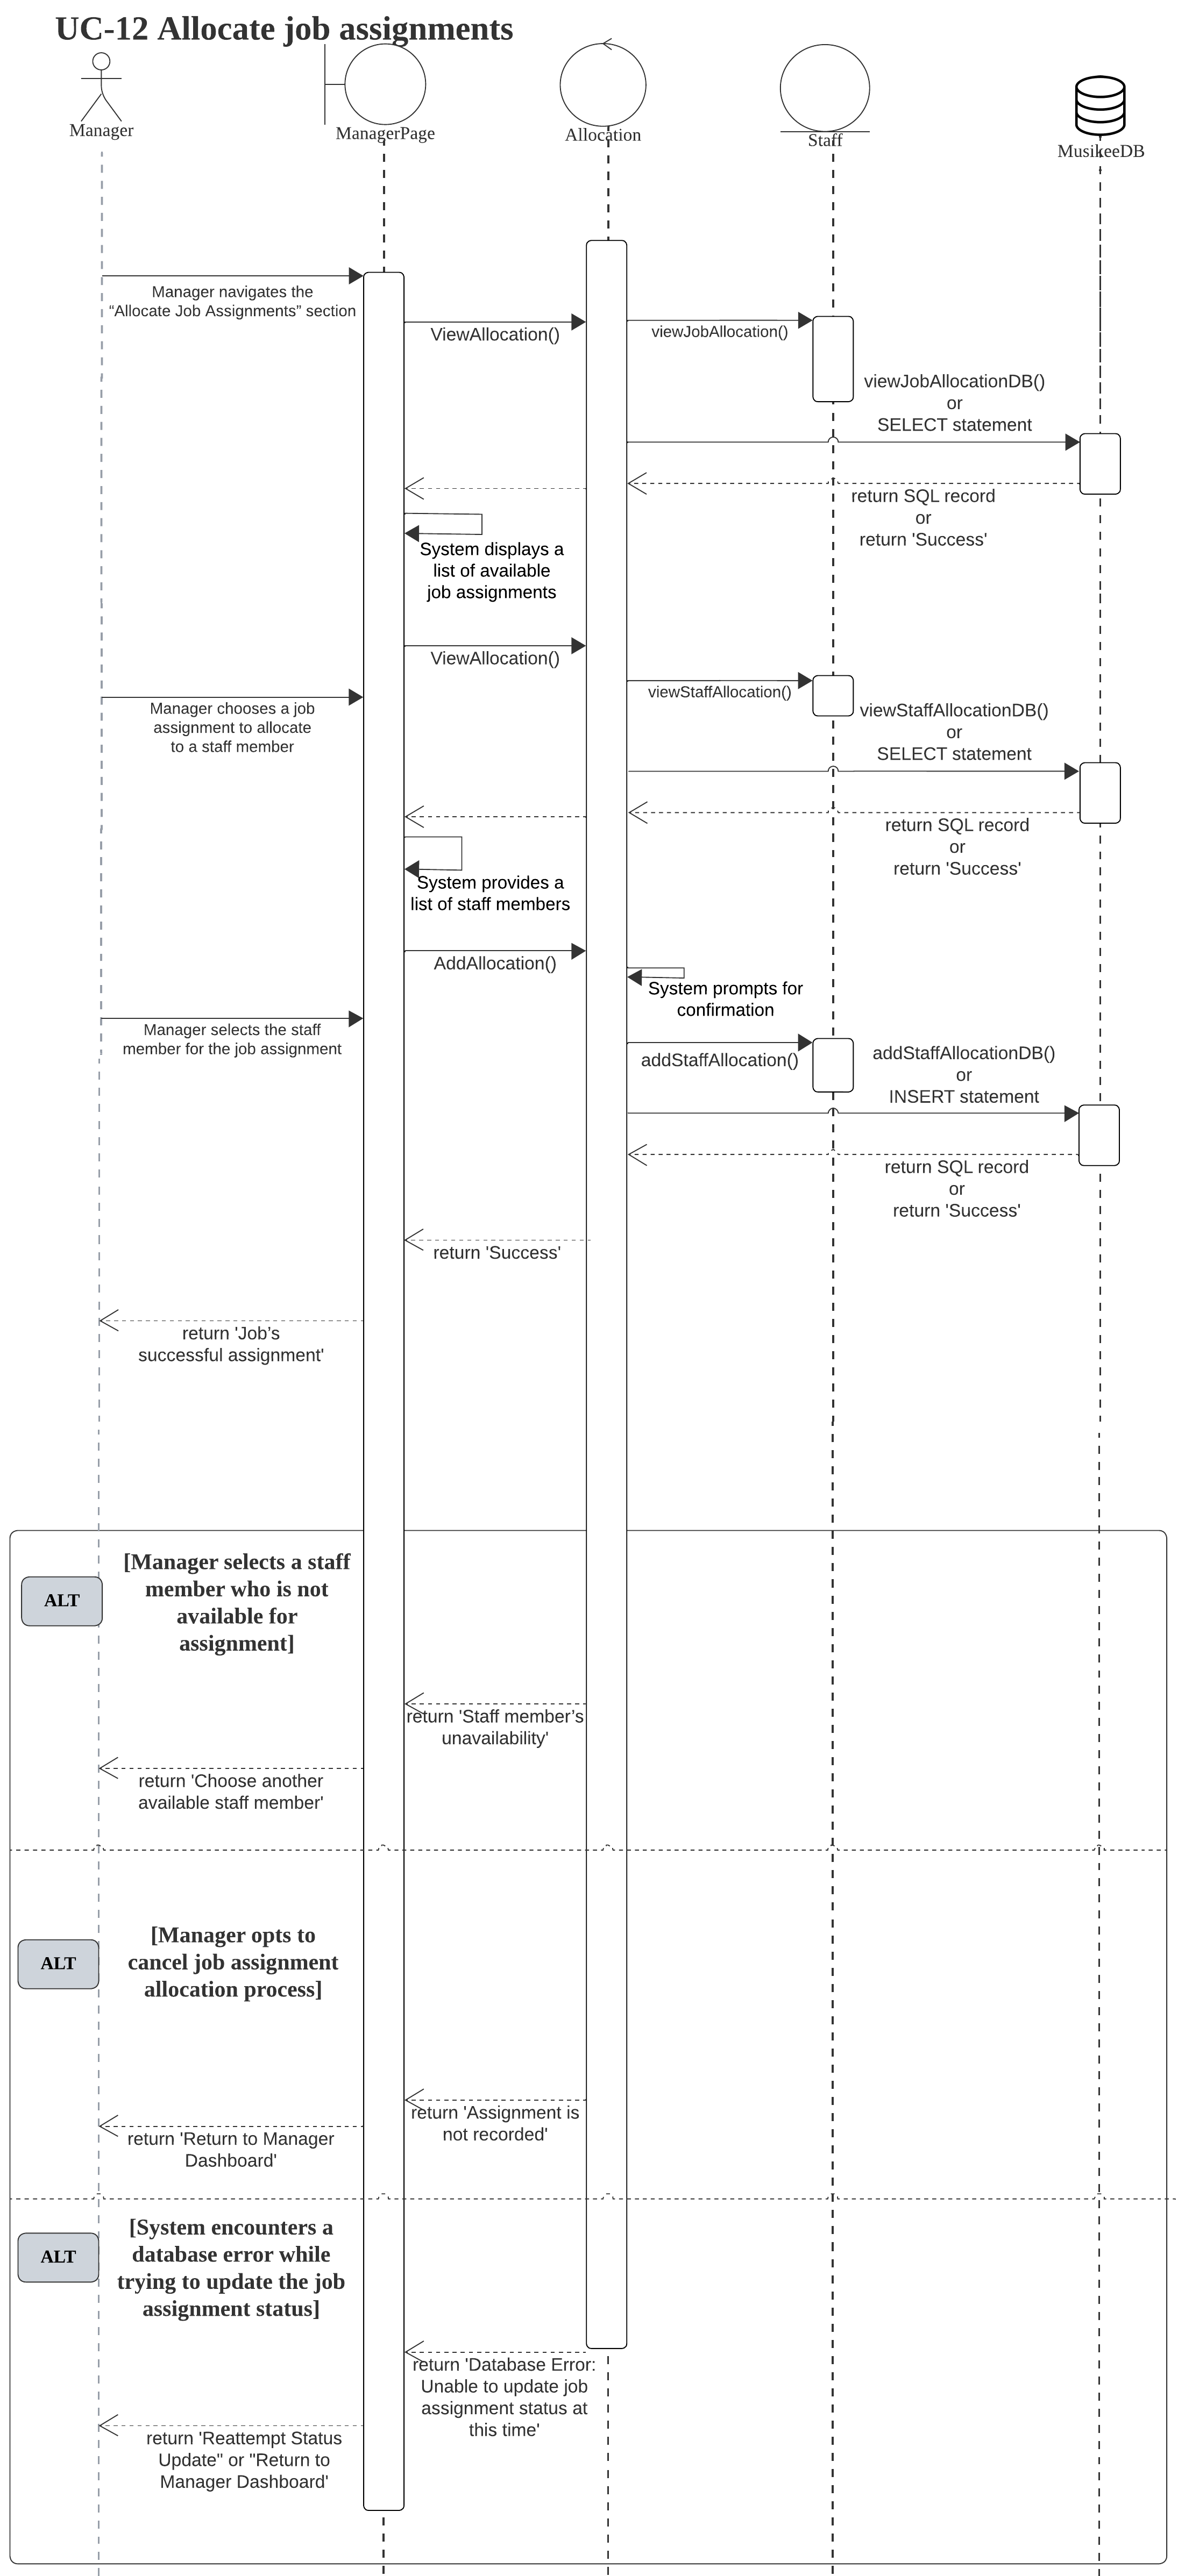 UC-12 Allocate job assignments
Manager
ManagerPage
Allocation
Staff
MusikeeDB
Manager navigates the
“Allocate Job Assignments” section
ViewAllocation()
viewJobAllocation()
viewJobAllocationDB()
or
SELECT statement
return SQL record
or
return 'Success'
System displays a
list of available
job assignments
ViewAllocation()
viewStaffAllocation()
Manager chooses a job
assignment to allocate
to a staff member
viewStaffAllocationDB()
or
SELECT statement
return SQL record
or
return 'Success'
System provides a
list of staff members
AddAllocation()
System prompts for
confirmation
Manager selects the staff
member for the job assignment
addStaffAllocation()
addStaffAllocationDB()
or
INSERT statement
return SQL record
or
return 'Success'
return 'Success'
return 'Job’s
successful assignment'
ALT
[Manager selects a staff
member who is not
available for
assignment]
return 'Staff member’s
unavailability'
return 'Choose another
available staff member'
ALT
[Manager opts to
cancel job assignment
allocation process]
return 'Assignment is
not recorded'
return 'Return to Manager
Dashboard'
ALT
[System encounters a
database error while
trying to update the job
assignment status]
return 'Database Error:
Unable to update job
assignment status at
this time'
return 'Reattempt Status
Update" or "Return to
Manager Dashboard'